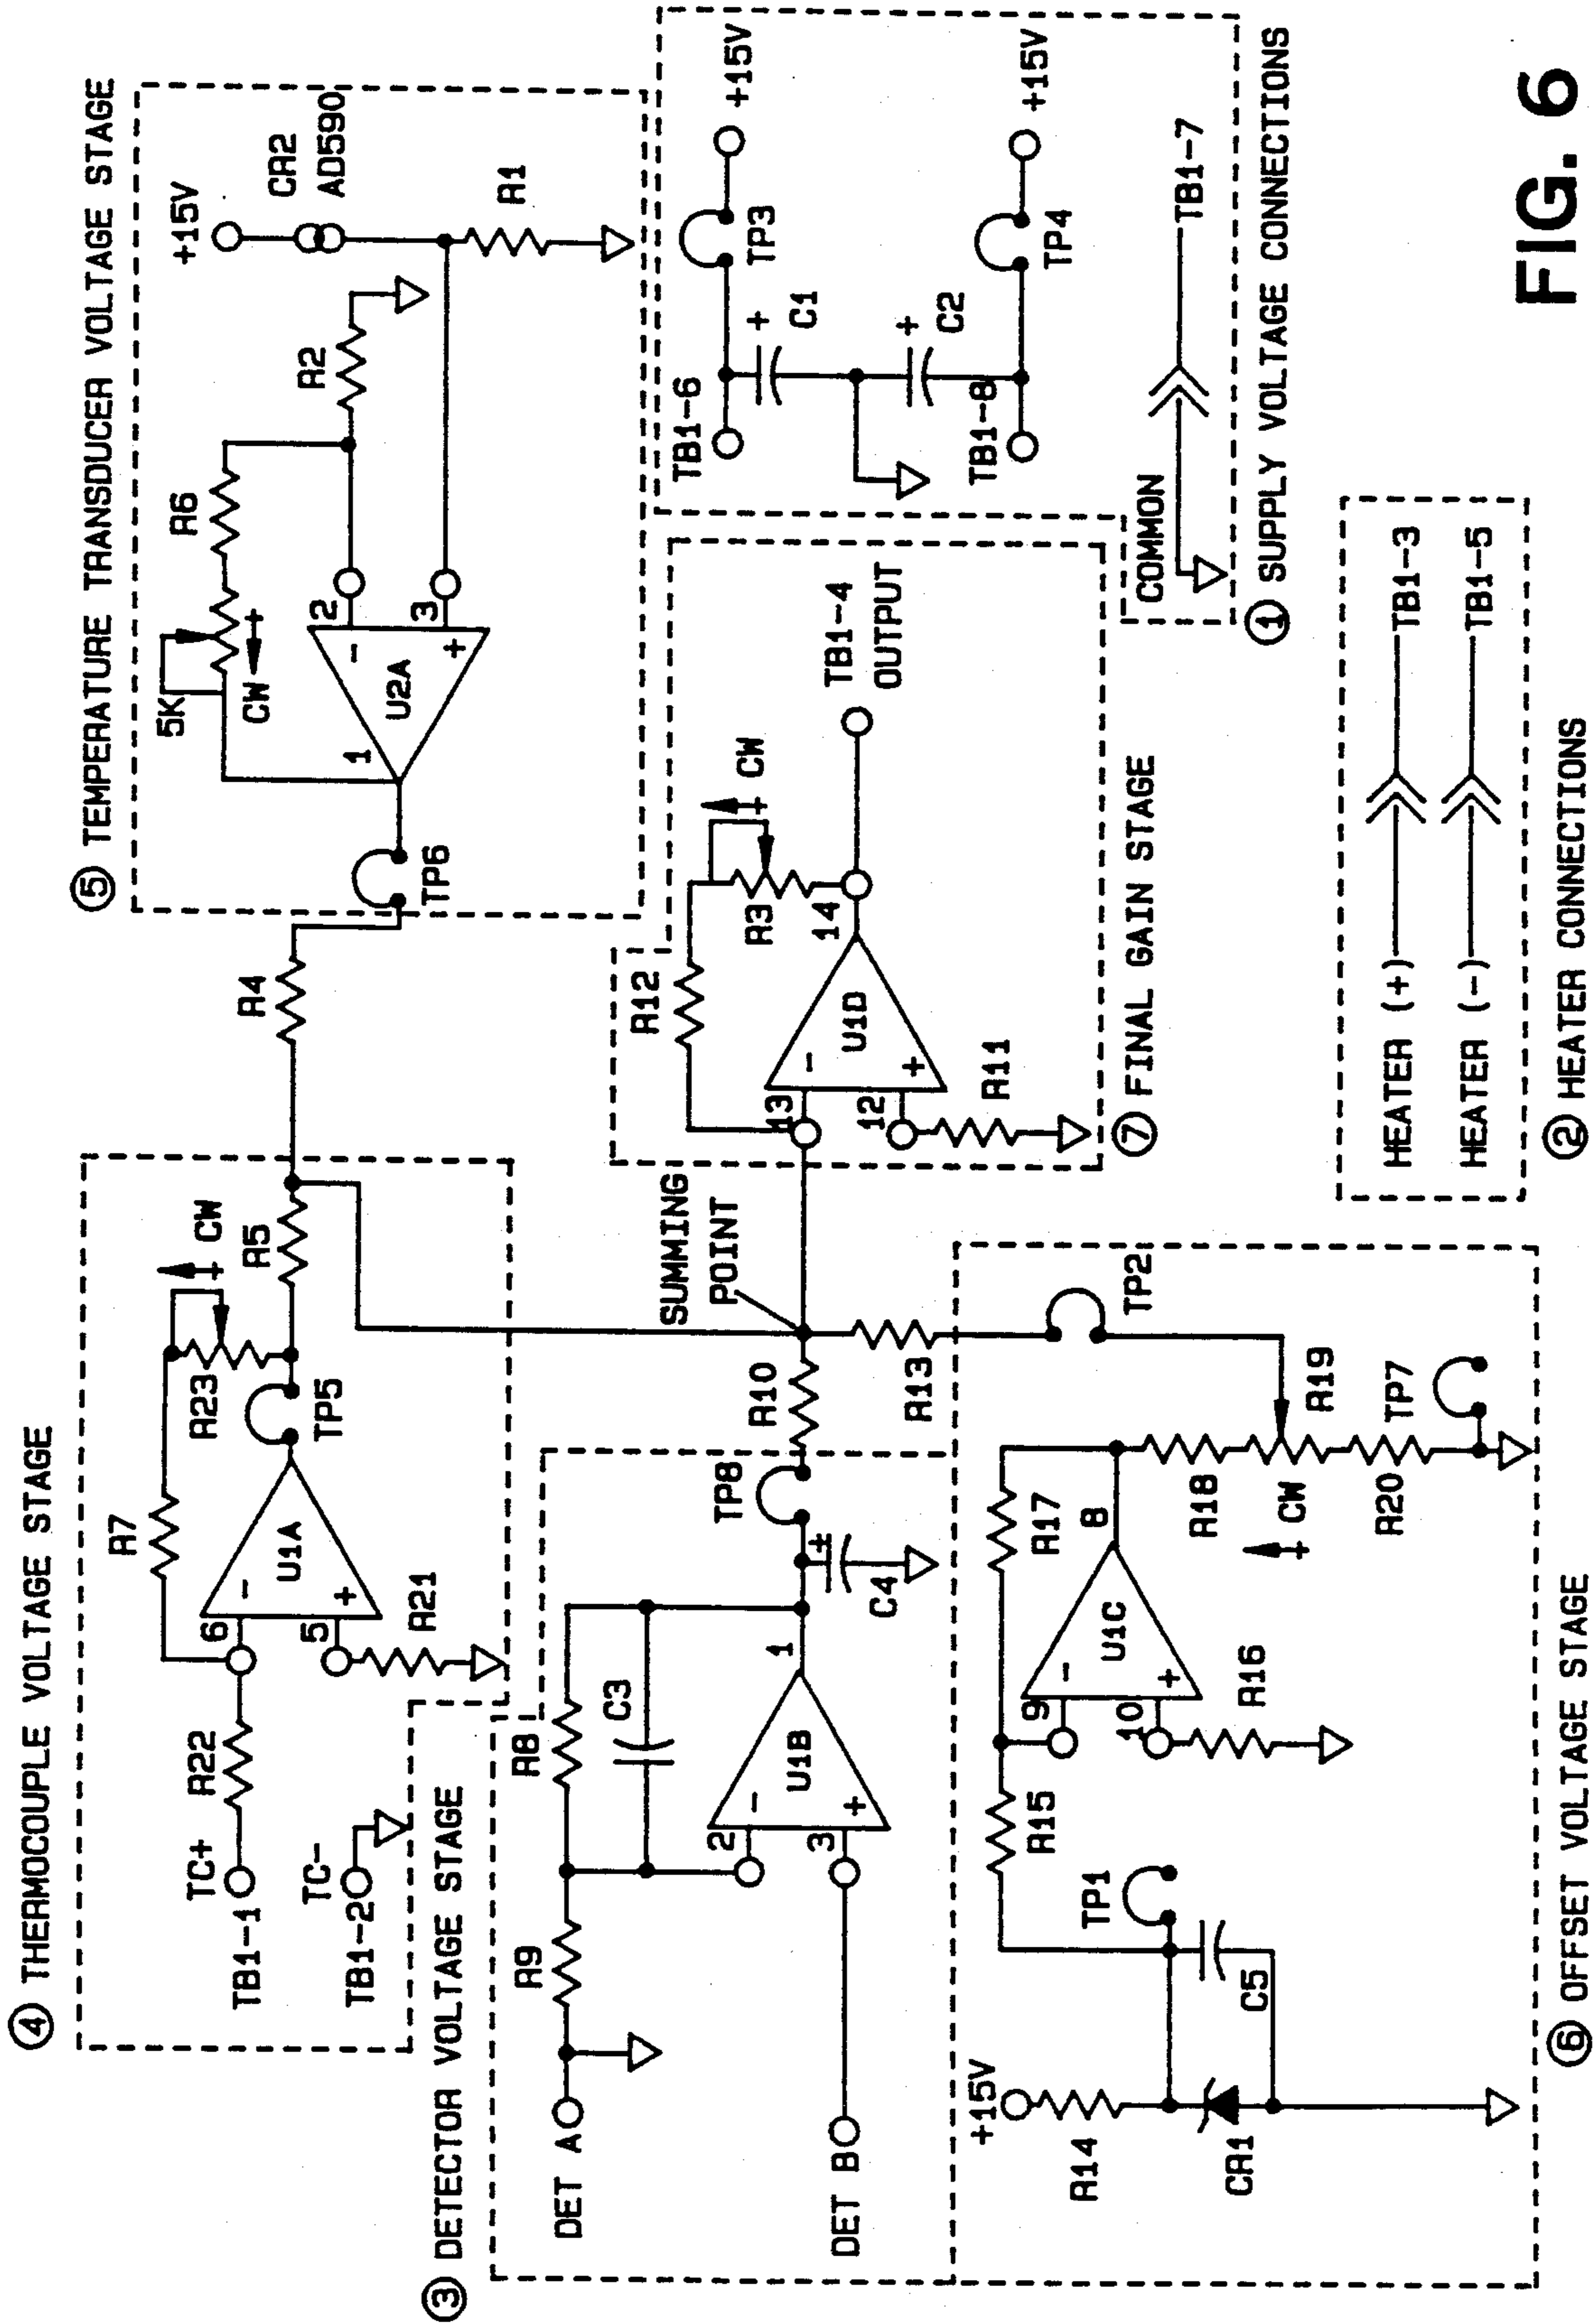 ④ THERMOCOUPLE VOLTAGE STAGE
TC+
TB1-1
R22
R7
6
-
U1A
+
5
R21
R23
CW
TP5
R5
TC-
TB1-2
R4
⑤ TEMPERATURE TRANSDUCER VOLTAGE STAGE
TP6
5K
CW
R6
1
U2A
2
-
3
+
R2
+15V
CR2
AD590
R1
③ DETECTOR VOLTAGE STAGE
DET A
R9
R8
C3
2
-
U1B
3
+
1
DET B
C4
+
TP8
R10
SUMMING
POINT
R13
R12
13
-
U1D
12
+
R11
R3
14
CW
TB1-4
OUTPUT
⑦ FINAL GAIN STAGE
TB1-6
+
C1
TP3
+15V
+
C2
TB1-8
TP4
+15V
COMMON
TB1-7
① SUPPLY VOLTAGE CONNECTIONS
+15V
R14
CR1
C5
TP1
R15
9
-
U1C
10
+
R16
R17
8
R18
CW
R19
R20
TP7
TP2
⑥ OFFSET VOLTAGE STAGE
HEATER (+)
TB1-3
HEATER (-)
TB1-5
② HEATER CONNECTIONS
FIG. 6